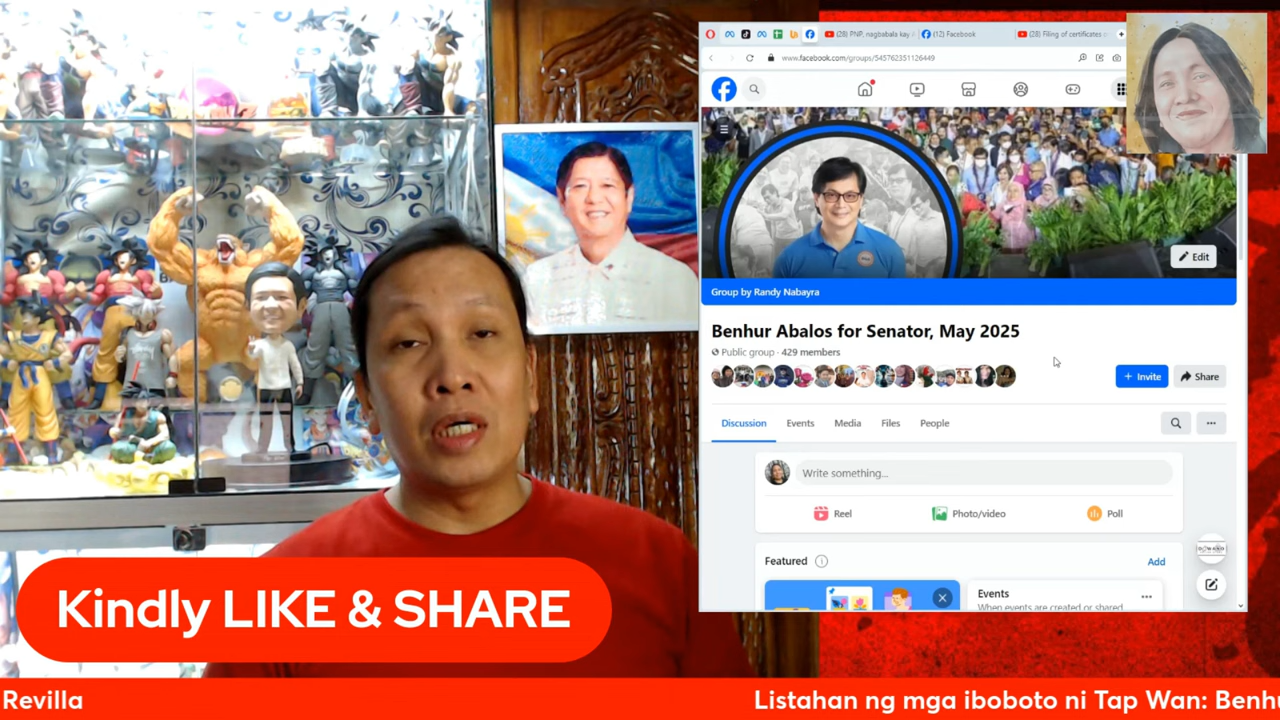 (28) PNP, nagbabala kay
(12) Facebook
(28) Filing of certificates
www.facebook.com/groups/545762351126449
Edit
Group by Randy Nabayra
Benhur Abalos for Senator, May 2025
Public group · 429 members
+ Invite
Share
Discussion
Events
Media
Files
People
Write something...
Reel
Photo/video
Poll
Featured
Add
Events
When events are created or shared
Kindly LIKE & SHARE
Revilla
Listahan ng mga iboboto ni Tap Wan: Benhu